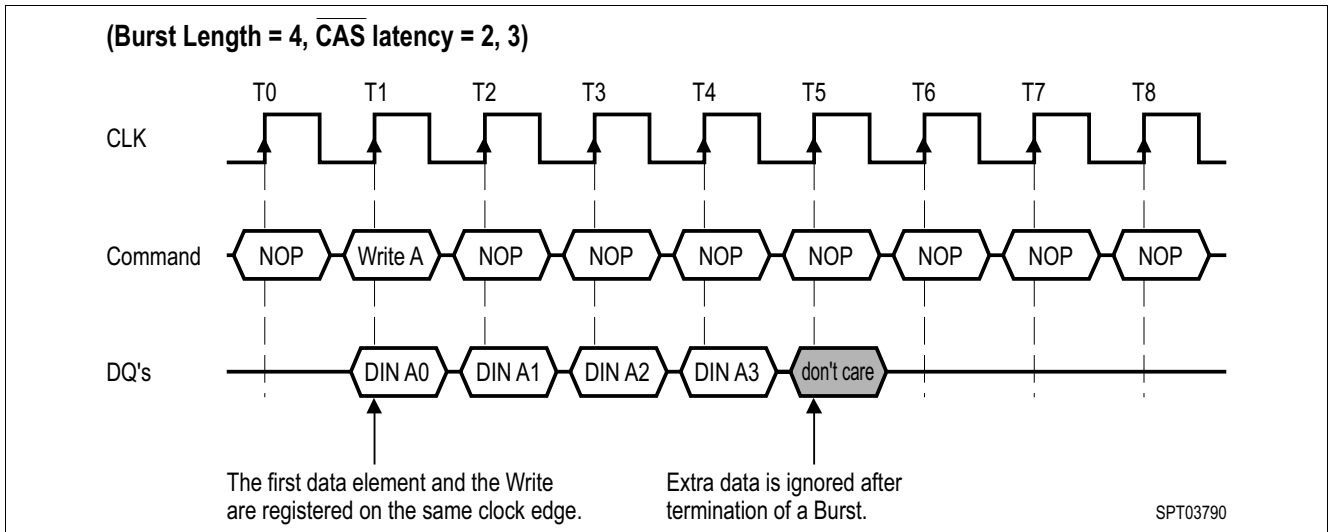 (Burst Length = 4, CAS latency = 2, 3)
T0 T1 T2 T3 T4 T5 T6 T7 T8
CLK
Command NOP Write A NOP NOP NOP NOP NOP NOP NOP
DQ's DIN A0 DIN A1 DIN A2 DIN A3 don't care
The first data element and the Write
are registered on the same clock edge.
Extra data is ignored after
termination of a Burst.
SPT03790